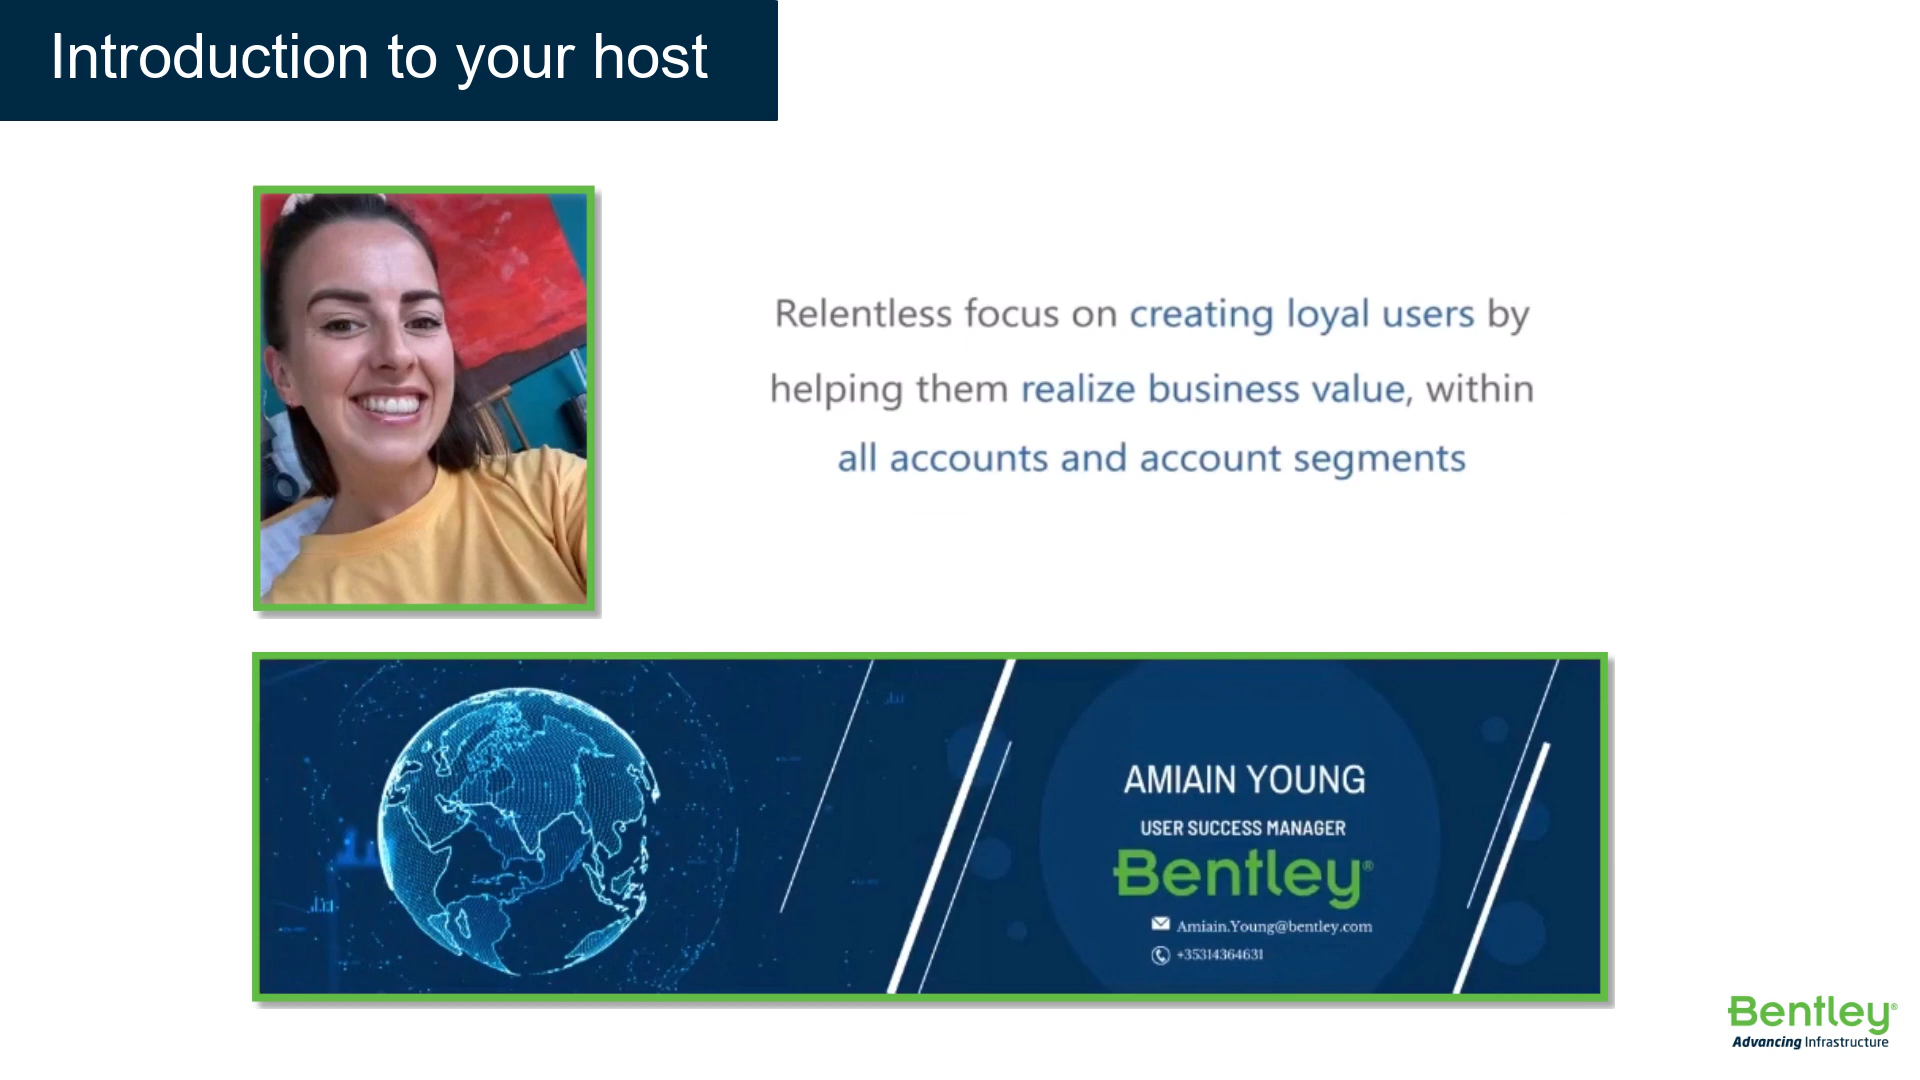 Introduction to your host
Relentless focus on creating loyal users by
helping them realize business value, within
all accounts and account segments
AMIAIN YOUNG
USER SUCCESS MANAGER
Bentley®
Amiain.Young@bentley.com
+35314364631
Bentley®
Advancing Infrastructure